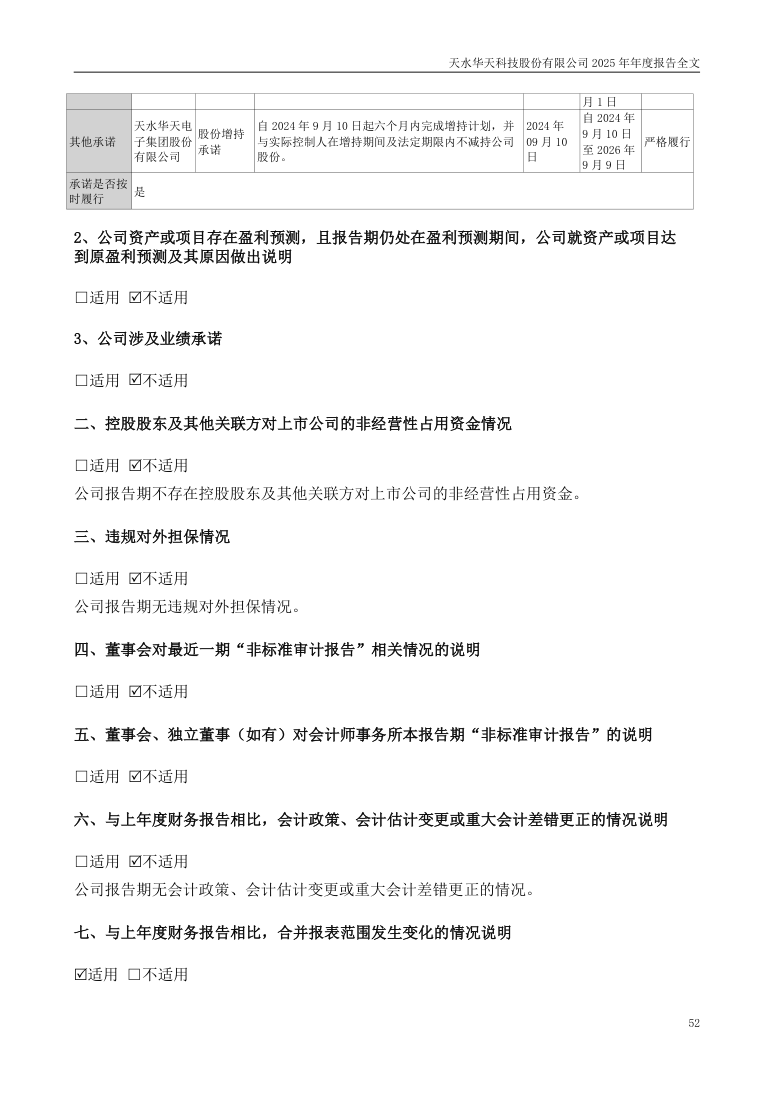 天水华天科技股份有限公司 2025 年年度报告全文
月 1 日
其他承诺
天水华天电
子集团股份
有限公司
股份增持
承诺
自 2024 年 9 月 10 日起六个月内完成增持计划，并
与实际控制人在增持期间及法定期限内不减持公司
股份。
2024 年
09 月 10
日
自 2024 年
9 月 10 日
至 2026 年
9 月 9 日
严格履行
承诺是否按
时履行
是
2、公司资产或项目存在盈利预测，且报告期仍处在盈利预测期间，公司就资产或项目达
到原盈利预测及其原因做出说明
□适用 ☑不适用
3、公司涉及业绩承诺
□适用 ☑不适用
二、控股股东及其他关联方对上市公司的非经营性占用资金情况
□适用 ☑不适用
公司报告期不存在控股股东及其他关联方对上市公司的非经营性占用资金。
三、违规对外担保情况
□适用 ☑不适用
公司报告期无违规对外担保情况。
四、董事会对最近一期“非标准审计报告”相关情况的说明
□适用 ☑不适用
五、董事会、独立董事（如有）对会计师事务所本报告期“非标准审计报告”的说明
□适用 ☑不适用
六、与上年度财务报告相比，会计政策、会计估计变更或重大会计差错更正的情况说明
□适用 ☑不适用
公司报告期无会计政策、会计估计变更或重大会计差错更正的情况。
七、与上年度财务报告相比，合并报表范围发生变化的情况说明
☑适用 □不适用
52